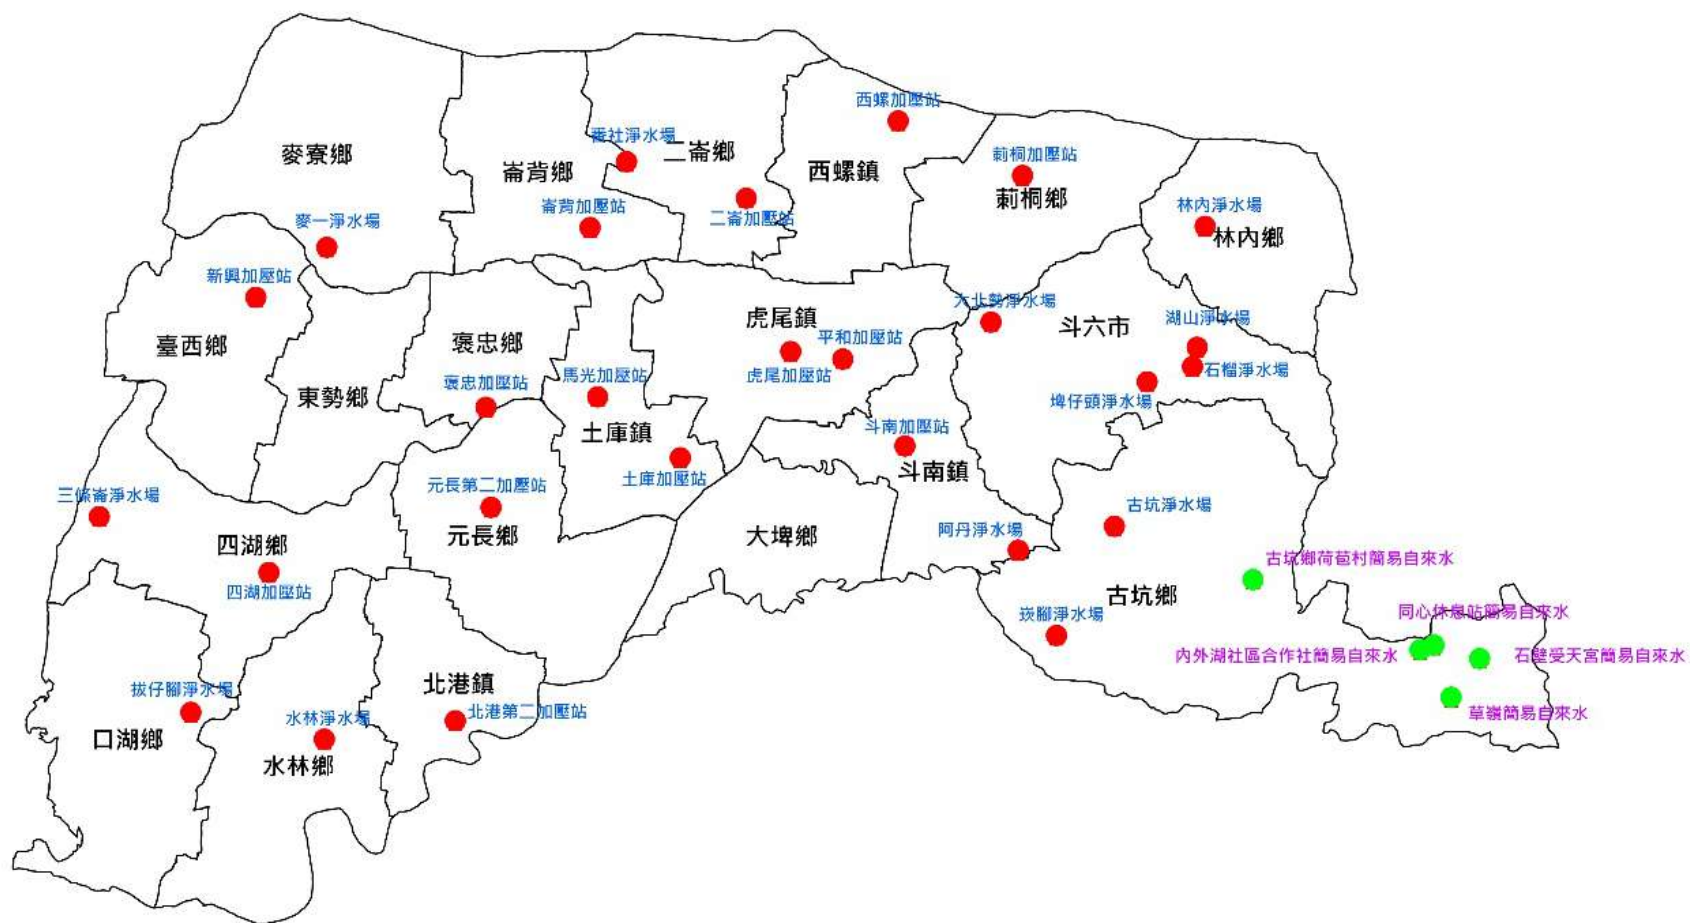 西螺加壓站
番社淨水場
二崙鄉
麥寮鄉
崙背鄉
西螺鎮
莿桐加壓站
莿桐鄉
崙背加壓站
二崙加壓站
林內淨水場
林內鄉
麥一淨水場
新興加壓站
大北勢淨水場
臺西鄉
褒忠鄉
虎尾鎮
平和加壓站
斗六市
湖山淨水場
東勢鄉
褒忠加壓站
馬光加壓站
虎尾加壓站
石榴淨水場
埤仔頭淨水場
土庫鎮
斗南加壓站
斗南鎮
土庫加壓站
三條崙淨水場
元長第二加壓站
古坑淨水場
四湖鄉
元長鄉
大埤鄉
阿丹淨水場
古坑鄉荷苞村簡易自來水
四湖加壓站
古坑鄉
崁腳淨水場
同心休息站簡易自來水
內外湖社區合作社簡易自來水
石壁受天宮簡易自來水
拔仔腳淨水場
北港鎮
北港第二加壓站
草嶺簡易自來水
口湖鄉
水林淨水場
水林鄉